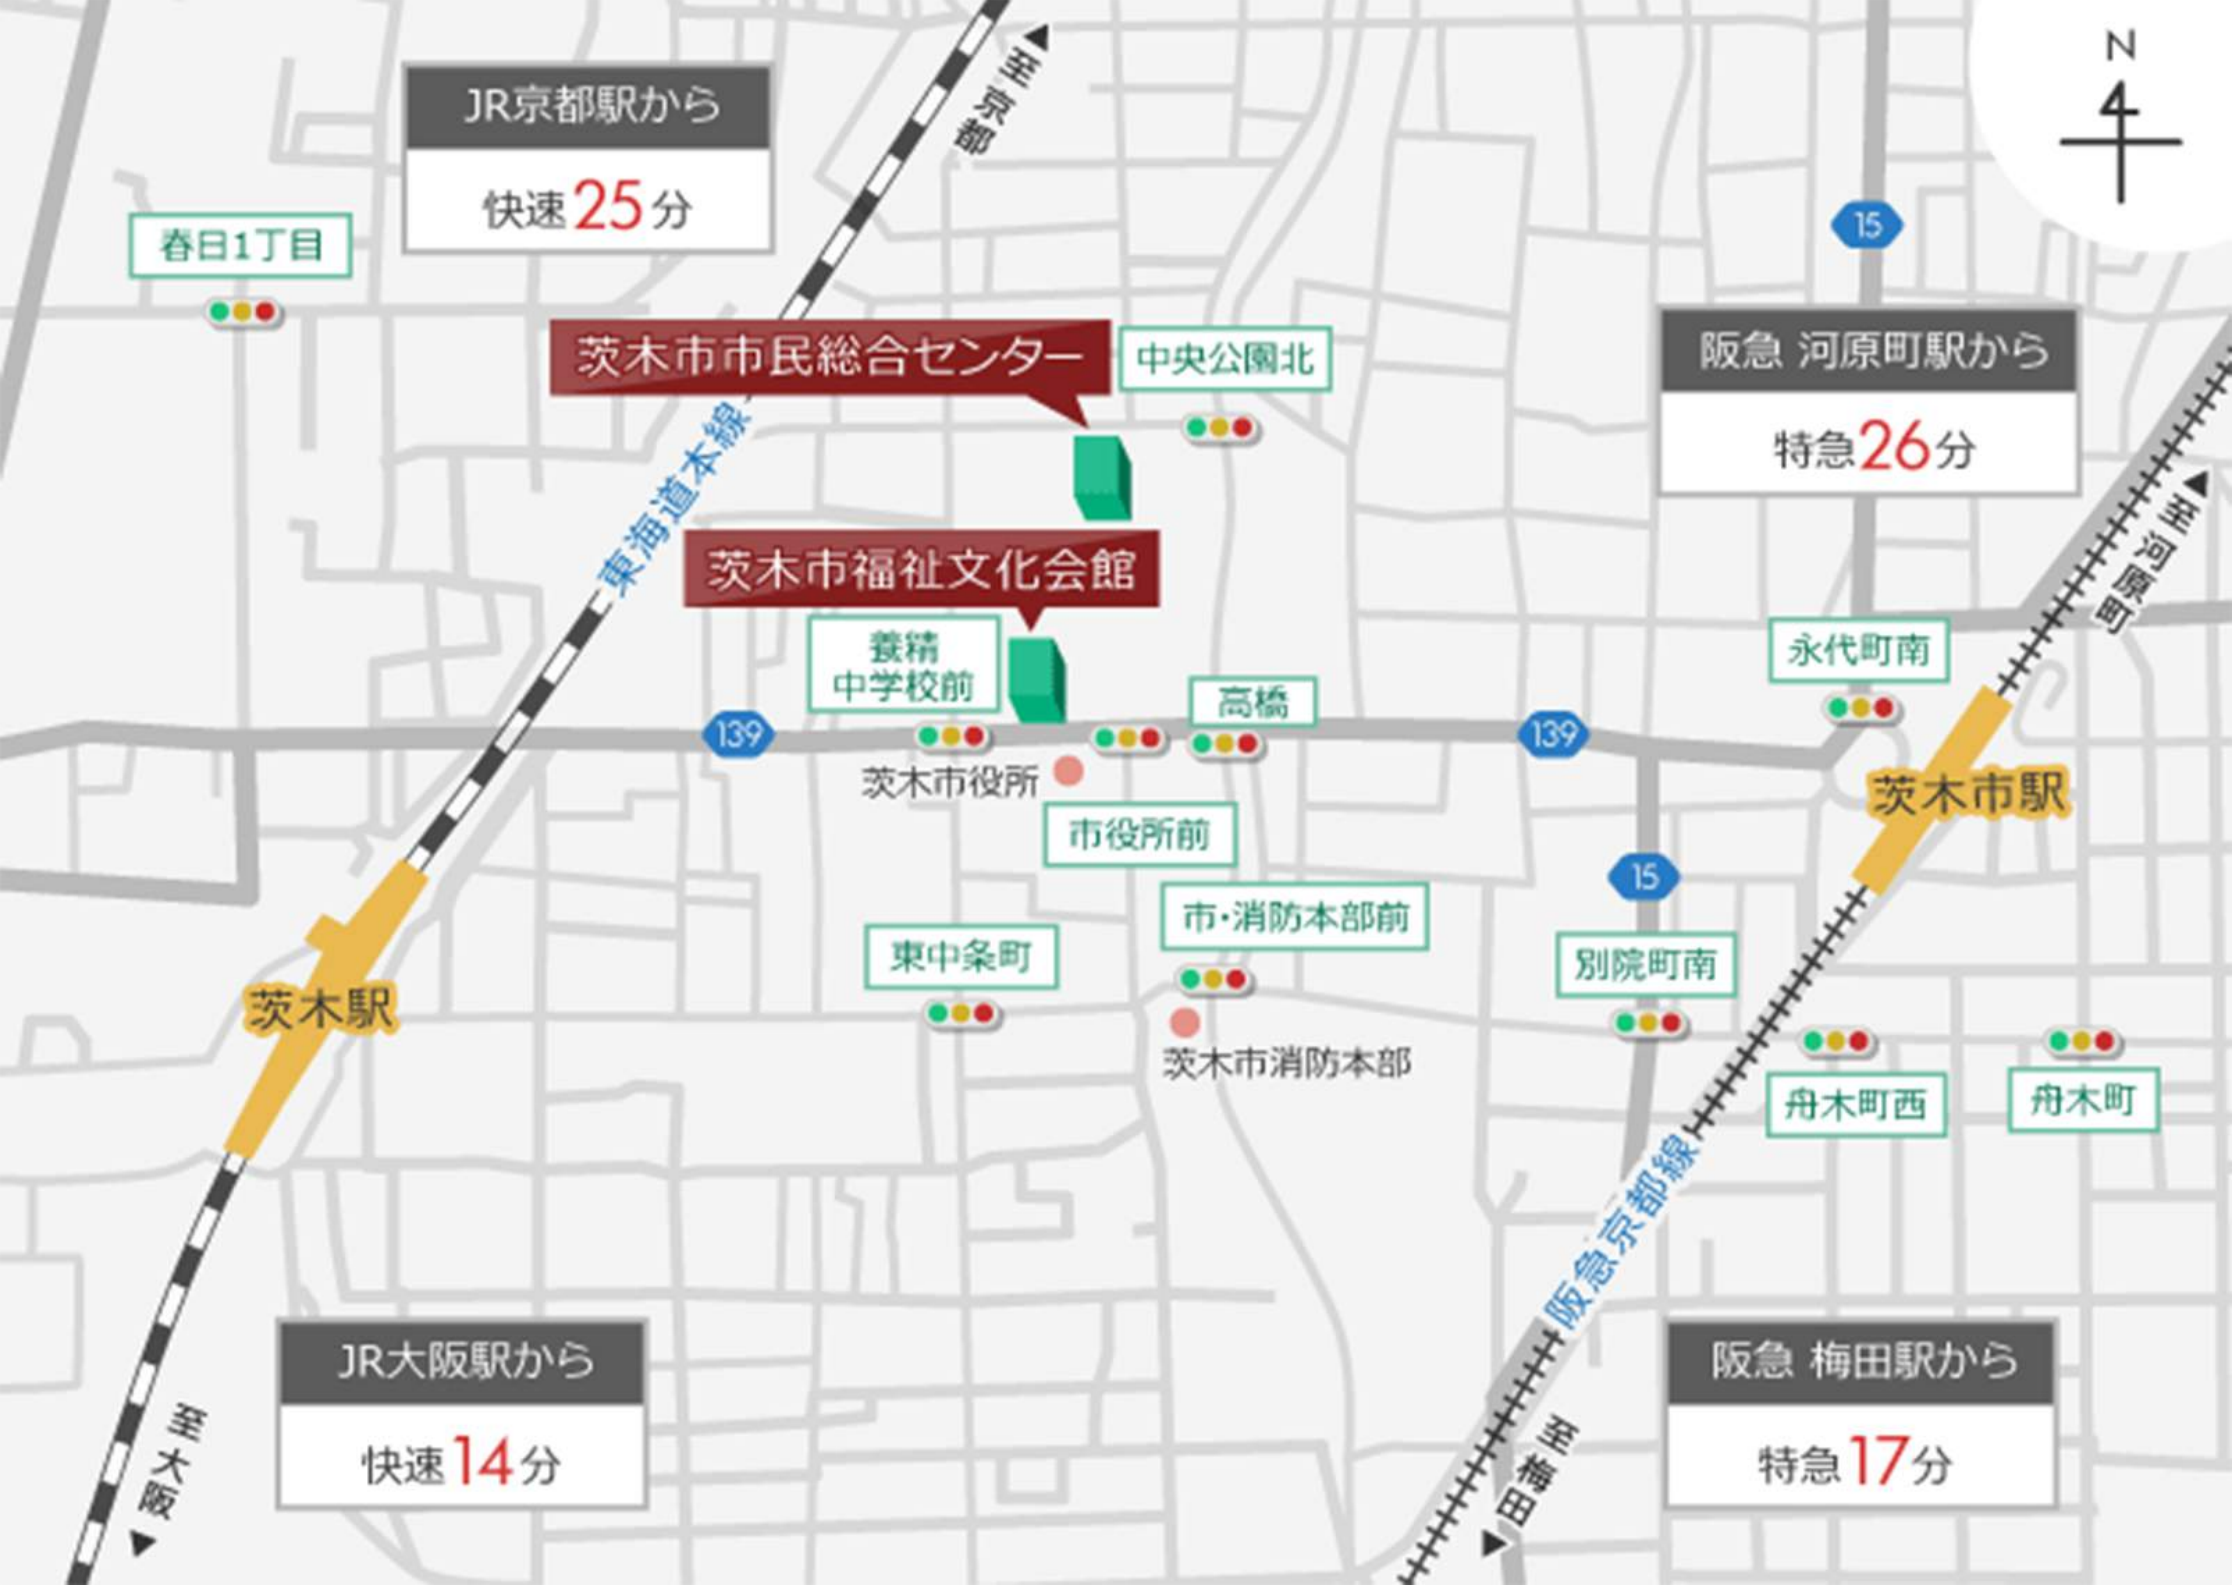 N
至京都
JR京都駅から
快速25分
春日1丁目
15
茨木市市民総合センター
中央公園北
阪急 河原町駅から
特急26分
東海道本線
至河原町
茨木市福祉文化会館
養精
中学校前
高橋
永代町南
139
139
茨木市役所
茨木市駅
市役所前
15
市・消防本部前
東中条町
別院町南
茨木駅
茨木市消防本部
舟木町西
舟木町
阪急京都線
JR大阪駅から
快速14分
至大阪
阪急 梅田駅から
特急17分
至梅田